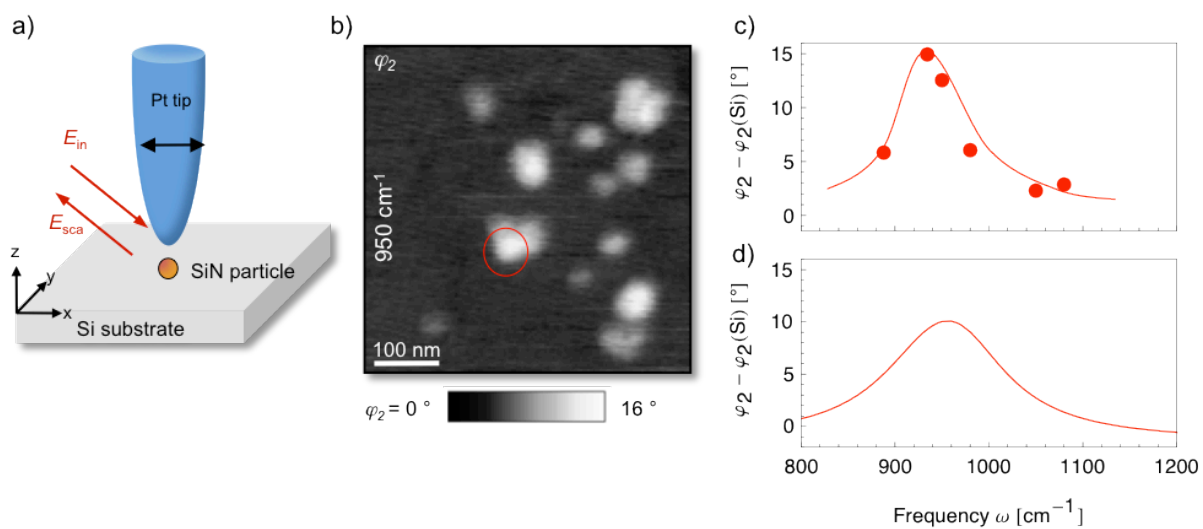 a)
Pt tip
E_in
E_sca
SiN particle
z
y
x
Si substrate
b)
φ₂
950 cm⁻¹
100 nm
φ₂ = 0 °
16 °
c)
φ₂ − φ₂(Si) [°]
15
10
5
0
d)
φ₂ − φ₂(Si) [°]
15
10
5
0
800
900
1000
1100
1200
Frequency ω [cm⁻¹]